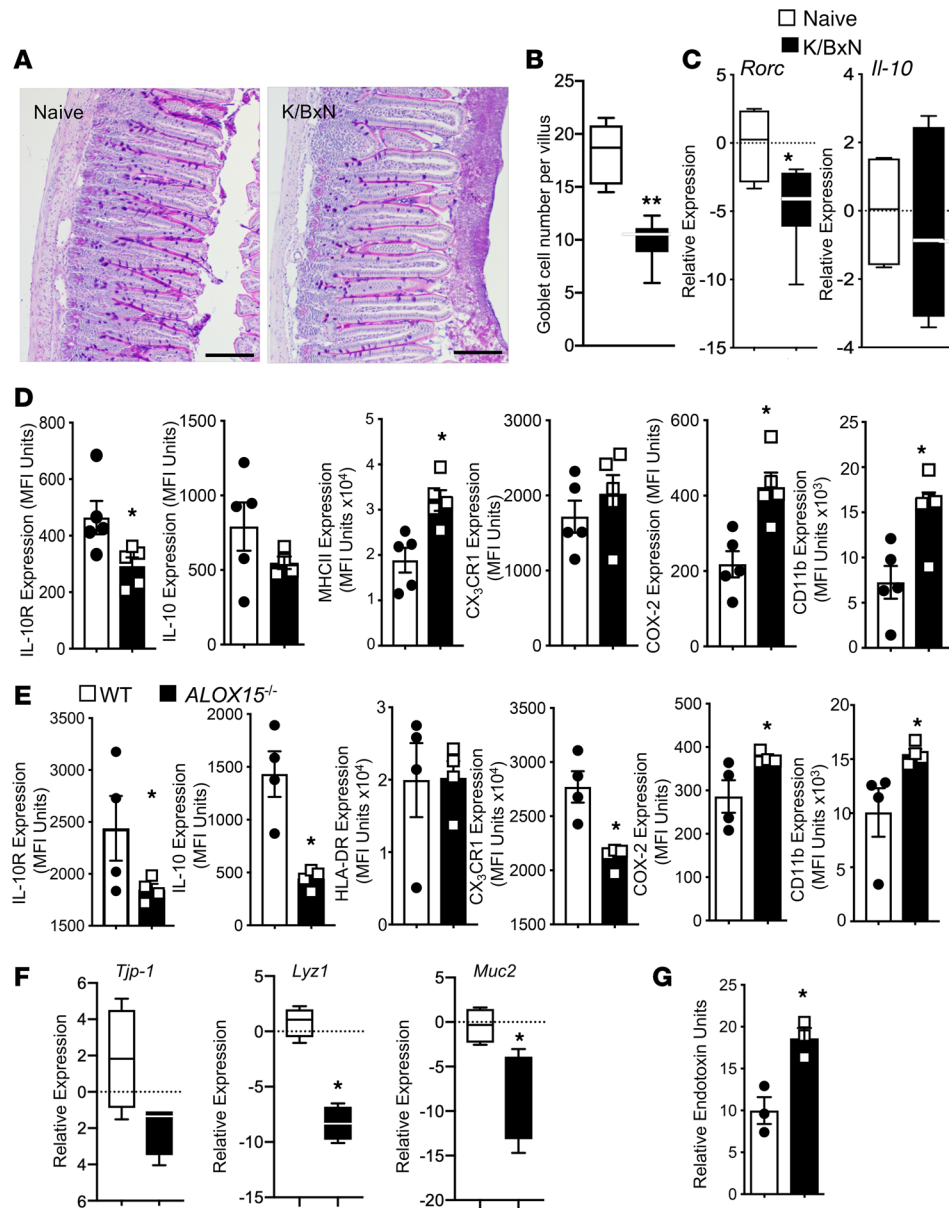 Naive
K/BxN
A
Naive
K/BxN
B
Goblet cell number per villus
25
20
15
10
5
0
**
C
Rorc
Relative Expression
5
0
-5
-10
-15
*
Il-10
Relative Expression
4
2
0
-2
-4
D
IL-10R Expression (MFI Units)
800
600
400
200
0
*
IL-10 Expression (MFI Units)
1500
1000
500
0
MHCII Expression
(MFI Units x10⁴)
5
4
3
2
1
0
*
CX₃CR1 Expression
(MFI Units)
3000
2000
1000
0
COX-2 Expression (MFI Units)
600
400
200
0
*
CD11b Expression
(MFI Units x10³)
25
20
15
10
5
0
*
E
WT
ALOX15⁻/⁻
IL-10R Expression
(MFI Units)
3500
3000
2500
2000
1500
*
IL-10 Expression
(MFI Units)
2000
1500
1000
500
0
*
HLA-DR Expression
(MFI Units x10⁴)
3
2
1
0
CX₃CR1 Expression
(MFI Units x10⁴)
3500
3000
2500
2000
1500
*
COX-2 Expression
(MFI Units)
500
400
300
200
100
0
*
CD11b Expression
(MFI Units x10³)
20
15
10
5
0
*
F
Tjp-1
Relative Expression
6
4
2
0
2
4
6
Lyz1
Relative Expression
5
0
-5
-10
-15
*
Muc2
Relative Expression
5
0
-5
-10
-15
-20
*
G
Relative Endotoxin Units
25
20
15
10
5
0
*